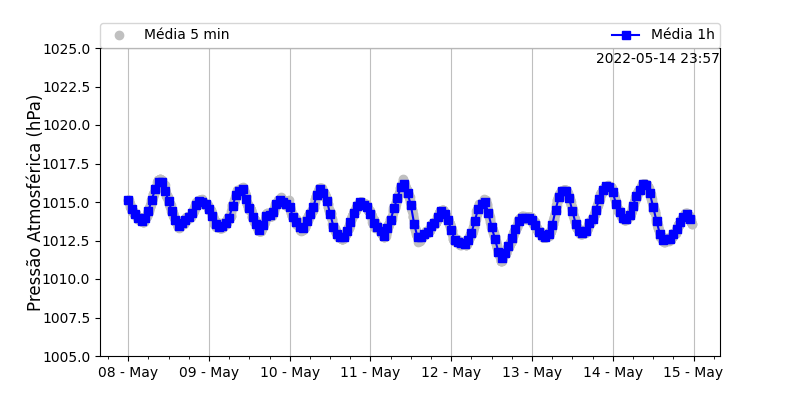 Média 5 min
Média 1h
2022-05-14 23:57
Pressão Atmosférica (hPa)
1025.0
1022.5
1020.0
1017.5
1015.0
1012.5
1010.0
1007.5
1005.0
08 - May
09 - May
10 - May
11 - May
12 - May
13 - May
14 - May
15 - May